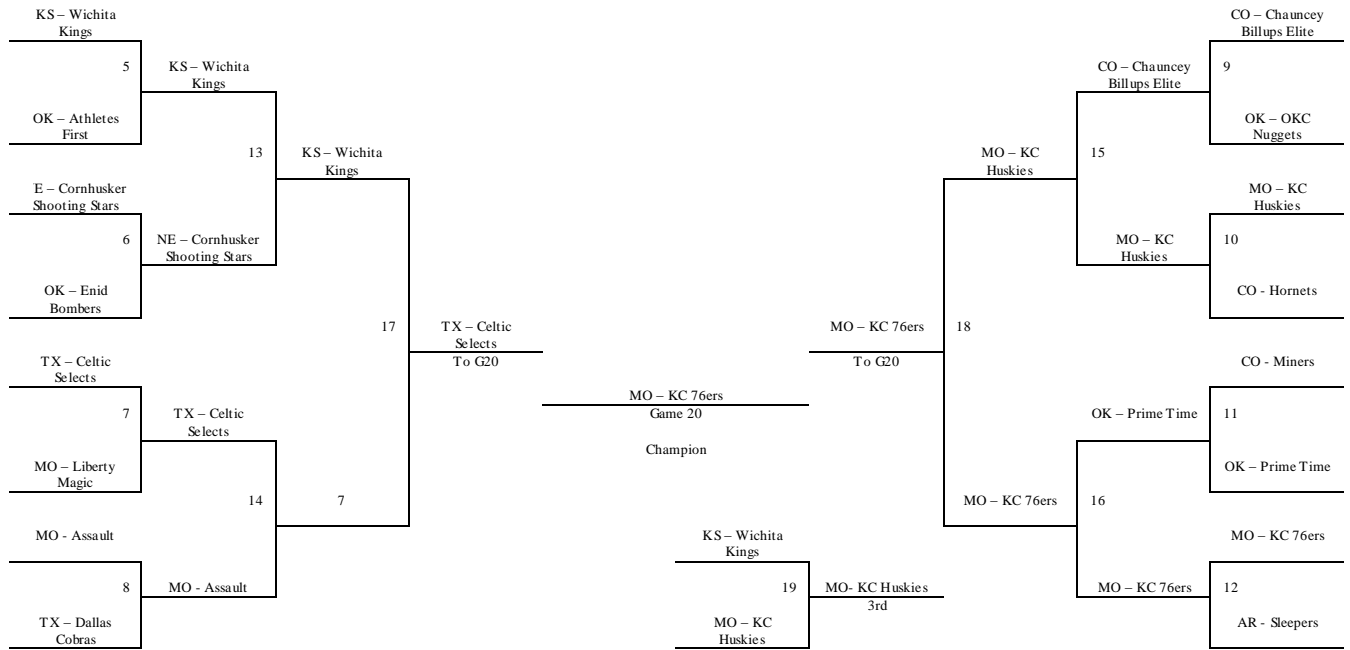 KS – Wichita
Kings
5
OK – Athletes
First
KS – Wichita
Kings
13
E – Cornhusker
Shooting Stars
6
OK – Enid
Bombers
NE – Cornhusker
Shooting Stars
KS – Wichita
Kings
17
TX – Celtic
Selects
7
MO – Liberty
Magic
TX – Celtic
Selects
14
MO - Assault
8
TX – Dallas
Cobras
MO - Assault
7
TX – Celtic
Selects
To G20
MO – KC 76ers
Game 20
Champion
MO – KC 76ers
To G20
18
MO – KC
Huskies
15
CO – Chauncey
Billups Elite
CO – Chauncey
Billups Elite
9
OK – OKC
Nuggets
MO – KC
Huskies
MO – KC
Huskies
10
CO - Hornets
MO – KC 76ers
16
OK – Prime Time
CO - Miners
11
OK – Prime Time
MO – KC 76ers
MO – KC 76ers
12
AR - Sleepers
KS – Wichita
Kings
19
MO – KC
Huskies
MO- KC Huskies
3rd